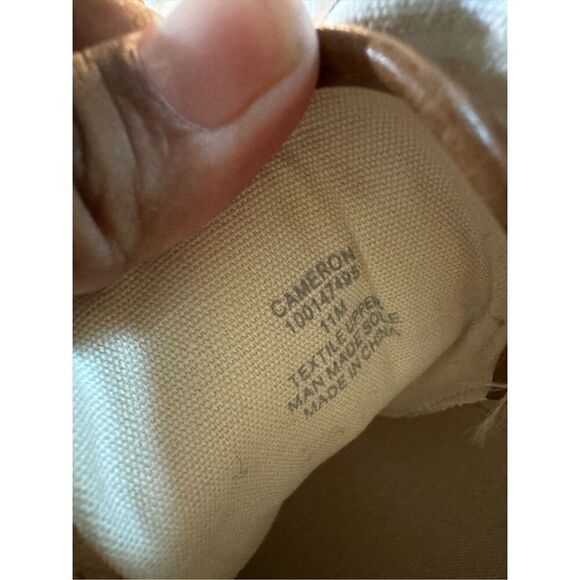 CAMERON
100147495
11M
TEXTILE UPPER
MAN MADE SOLE
MADE IN CHINA